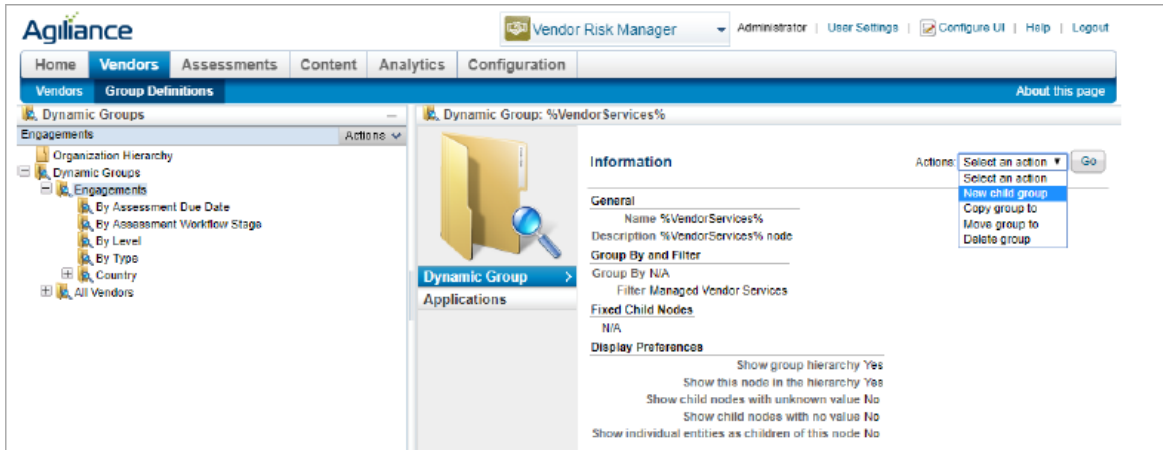 Agiliance
Vendor Risk Manager
Administrator | User Settings | Configure UI | Help | Logout
Home Vendors Assessments Content Analytics Configuration
Vendors Group Definitions About this page
Dynamic Groups
Engagements Actions
Organization Hierarchy
Dynamic Groups
Engagements
By Assessment Due Date
By Assessment Workflow Stage
By Level
By Type
Country
All Vendors
Dynamic Group: %VendorServices%
Dynamic Group >
Applications
Information
Actions: Select an action Go
Select an action
New child group
Copy group to
Move group to
Delete group
General
Name %VendorServices%
Description %VendorServices% node
Group By and Filter
Group By N/A
Filter Managed Vendor Services
Fixed Child Nodes
N/A
Display Preferences
Show group hierarchy Yes
Show this node in the hierarchy Yes
Show child nodes with unknown value No
Show child nodes with no value No
Show individual entities as children of this node No